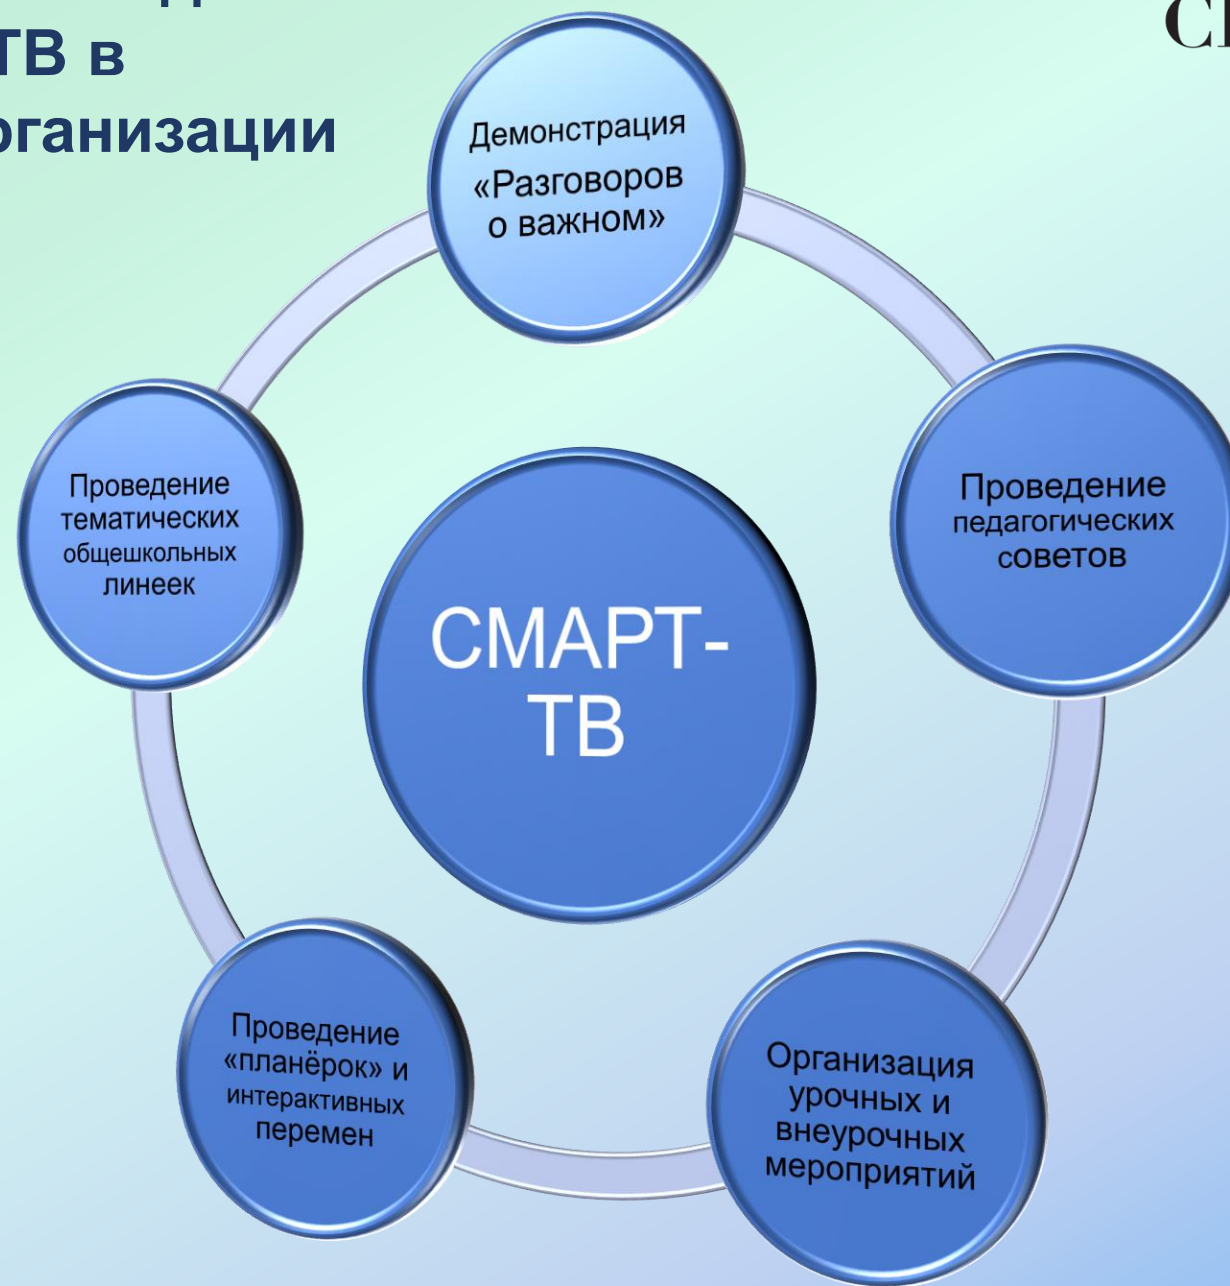 ТВ в
рганизации
Демонстрация
«Разговоров
о важном»
Проведение
педагогических
советов
Проведение
тематических
общешкольных
линеек
СМАРТ-
ТВ
Проведение
«планёрок» и
интерактивных
перемен
Организация
урочных и
внеурочных
мероприятий